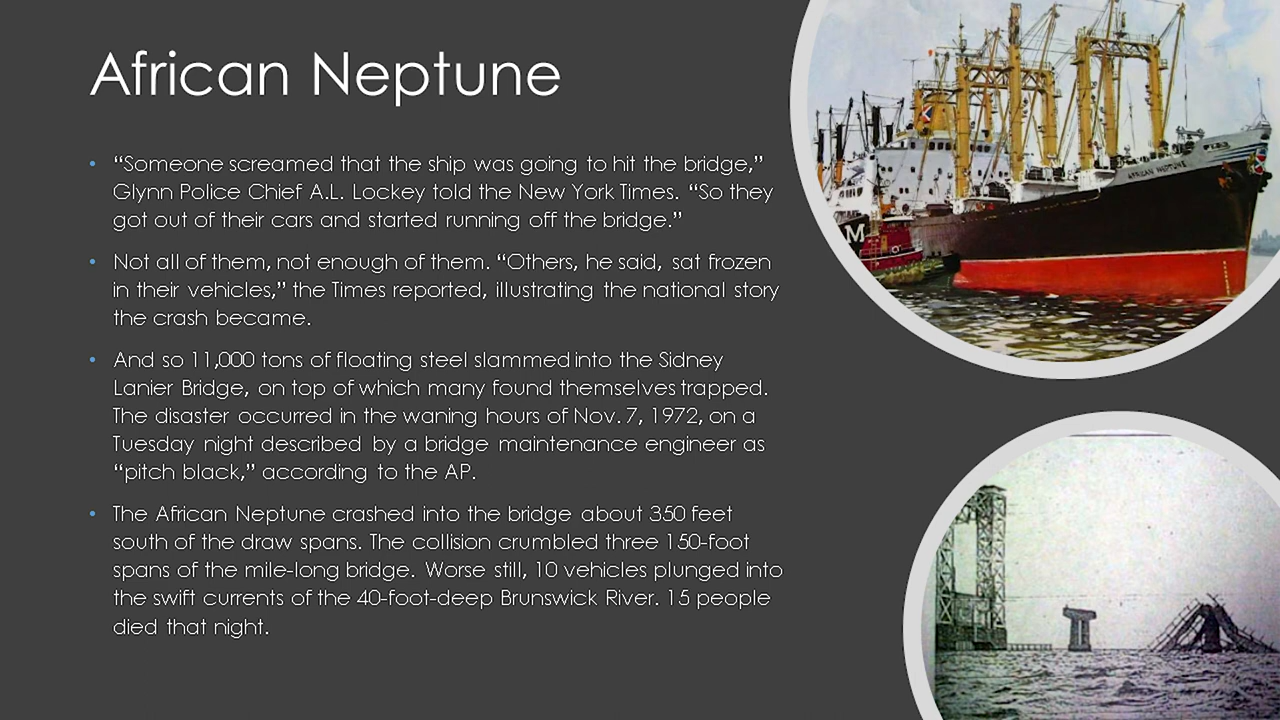 African Neptune
“Someone screamed that the ship was going to hit the bridge,”
Glynn Police Chief A.L. Lockey told the New York Times. “So they
got out of their cars and started running off the bridge.”
Not all of them, not enough of them. “Others, he said, sat frozen
in their vehicles,” the Times reported, illustrating the national story
the crash became.
And so 11,000 tons of floating steel slammed into the Sidney
Lanier Bridge, on top of which many found themselves trapped.
The disaster occurred in the waning hours of Nov. 7, 1972, on a
Tuesday night described by a bridge maintenance engineer as
“pitch black,” according to the AP.
The African Neptune crashed into the bridge about 350 feet
south of the draw spans. The collision crumbled three 150-foot
spans of the mile-long bridge. Worse still, 10 vehicles plunged into
the swift currents of the 40-foot-deep Brunswick River. 15 people
died that night.
AFRICAN NEPTUNE
M